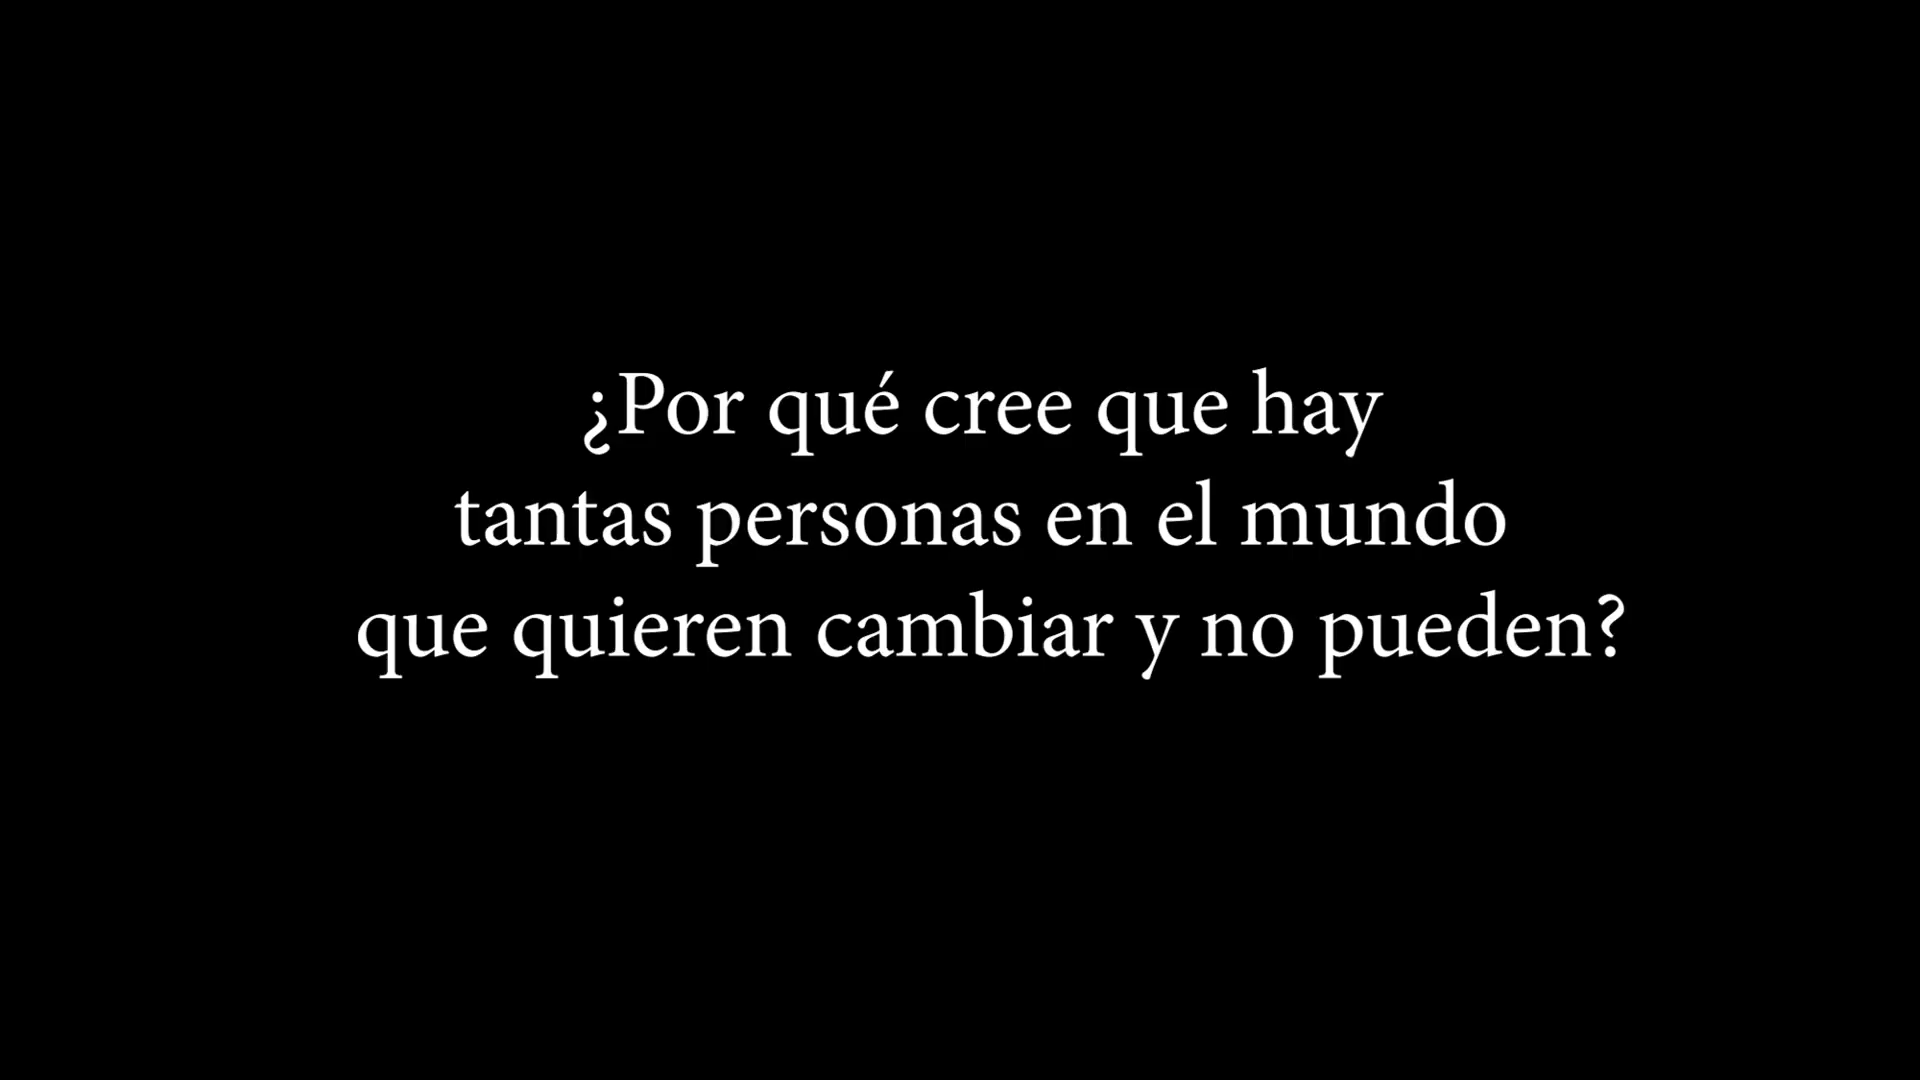 ¿Por qué cree que hay
tantas personas en el mundo
que quieren cambiar y no pueden?